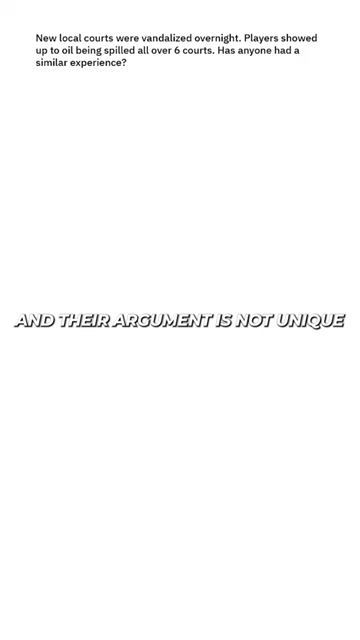 New local courts were vandalized overnight. Players showed
up to oil being spilled all over 6 courts. Has anyone had a
similar experience?
AND THEIR ARGUMENT IS NOT UNIQUE